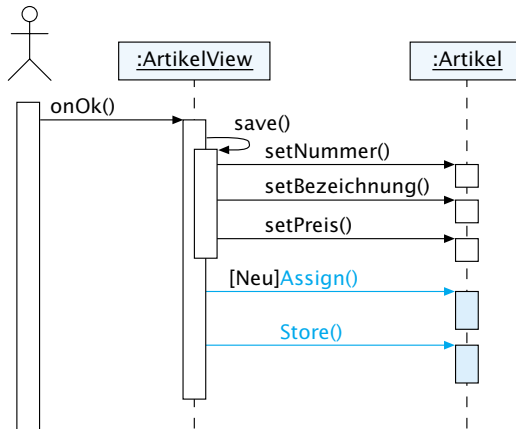 :ArtikelView
:Artikel
onOk()
save()
setNummer()
setBezeichnung()
setPreis()
[Neu]Assign()
Store()